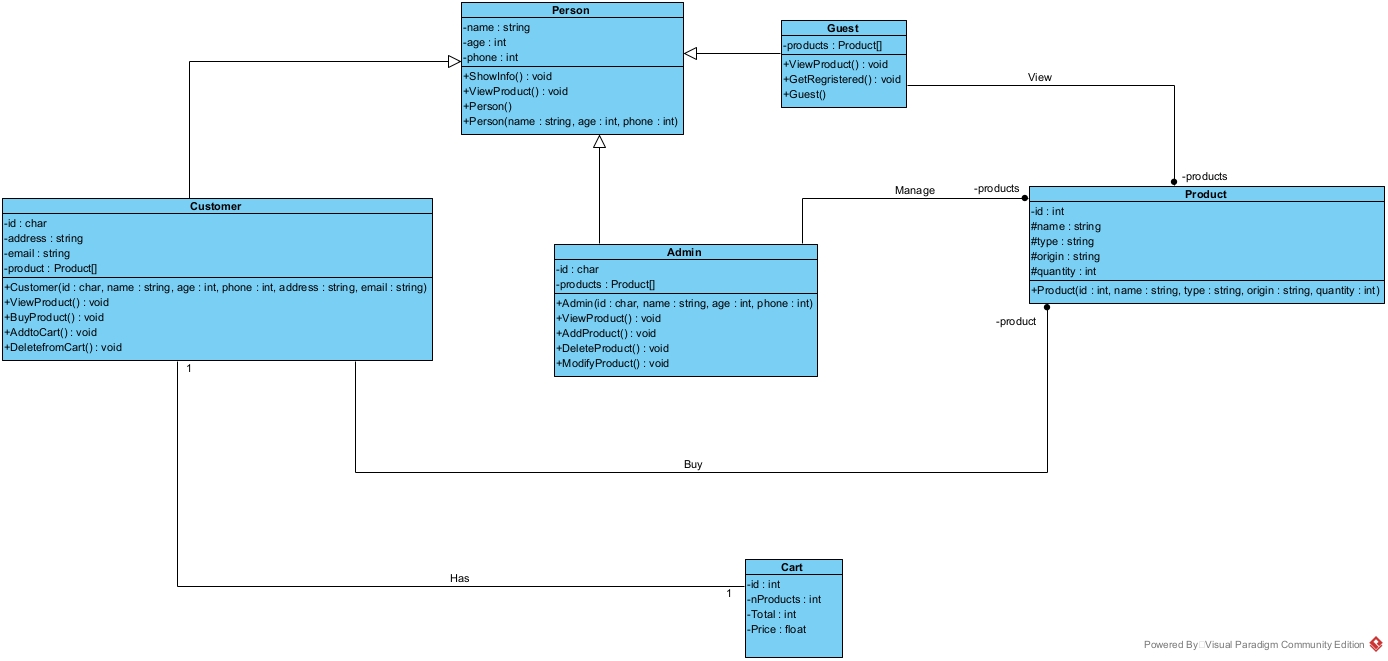 Person
-name : string
-age : int
-phone : int
+ShowInfo() : void
+ViewProduct() : void
+Person()
+Person(name : string, age : int, phone : int)
Guest
-products : Product[]
+ViewProduct() : void
+GetRegristered() : void
+Guest()
View
-products
Manage
-products
Customer
-id : char
-address : string
-email : string
-product : Product[]
+Customer(id : char, name : string, age : int, phone : int, address : string, email : string)
+ViewProduct() : void
+BuyProduct() : void
+AddtoCart() : void
+DeletefromCart() : void
Admin
-id : char
-products : Product[]
+Admin(id : char, name : string, age : int, phone : int)
+ViewProduct() : void
+AddProduct() : void
+DeleteProduct() : void
+ModifyProduct() : void
Product
-id : int
#name : string
#type : string
#origin : string
#quantity : int
+Product(id : int, name : string, type : string, origin : string, quantity : int)
-product
1
Buy
Has
1
Cart
-id : int
-nProducts : int
-Total : int
-Price : float
Powered By Visual Paradigm Community Edition